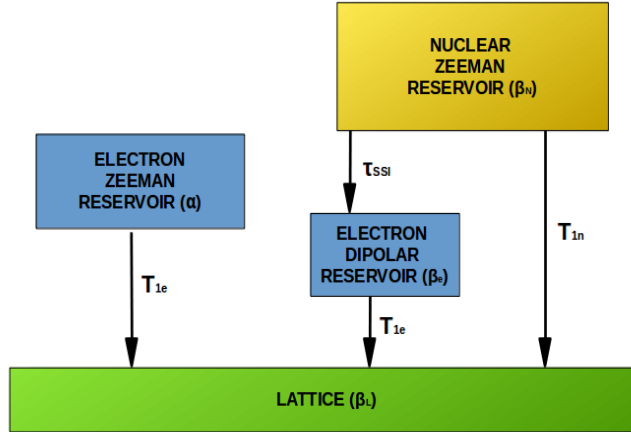 NUCLEAR
ZEEMAN
RESERVOIR (βN)
ELECTRON
ZEEMAN
RESERVOIR (α)
τSSI
ELECTRON
DIPOLAR
RESERVOIR (βe)
T1n
T1e
T1e
LATTICE (βL)